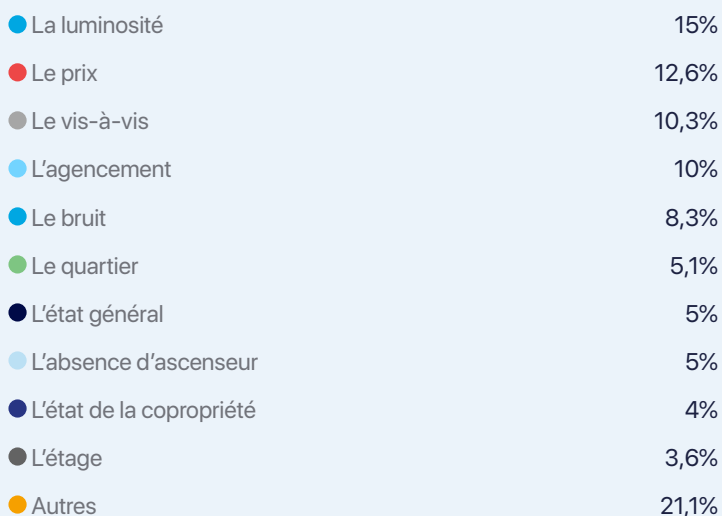 La luminosité 15%
Le prix 12,6%
Le vis-à-vis 10,3%
L'agencement 10%
Le bruit 8,3%
Le quartier 5,1%
L'état général 5%
L'absence d'ascenseur 5%
L'état de la copropriété 4%
L'étage 3,6%
Autres 21,1%